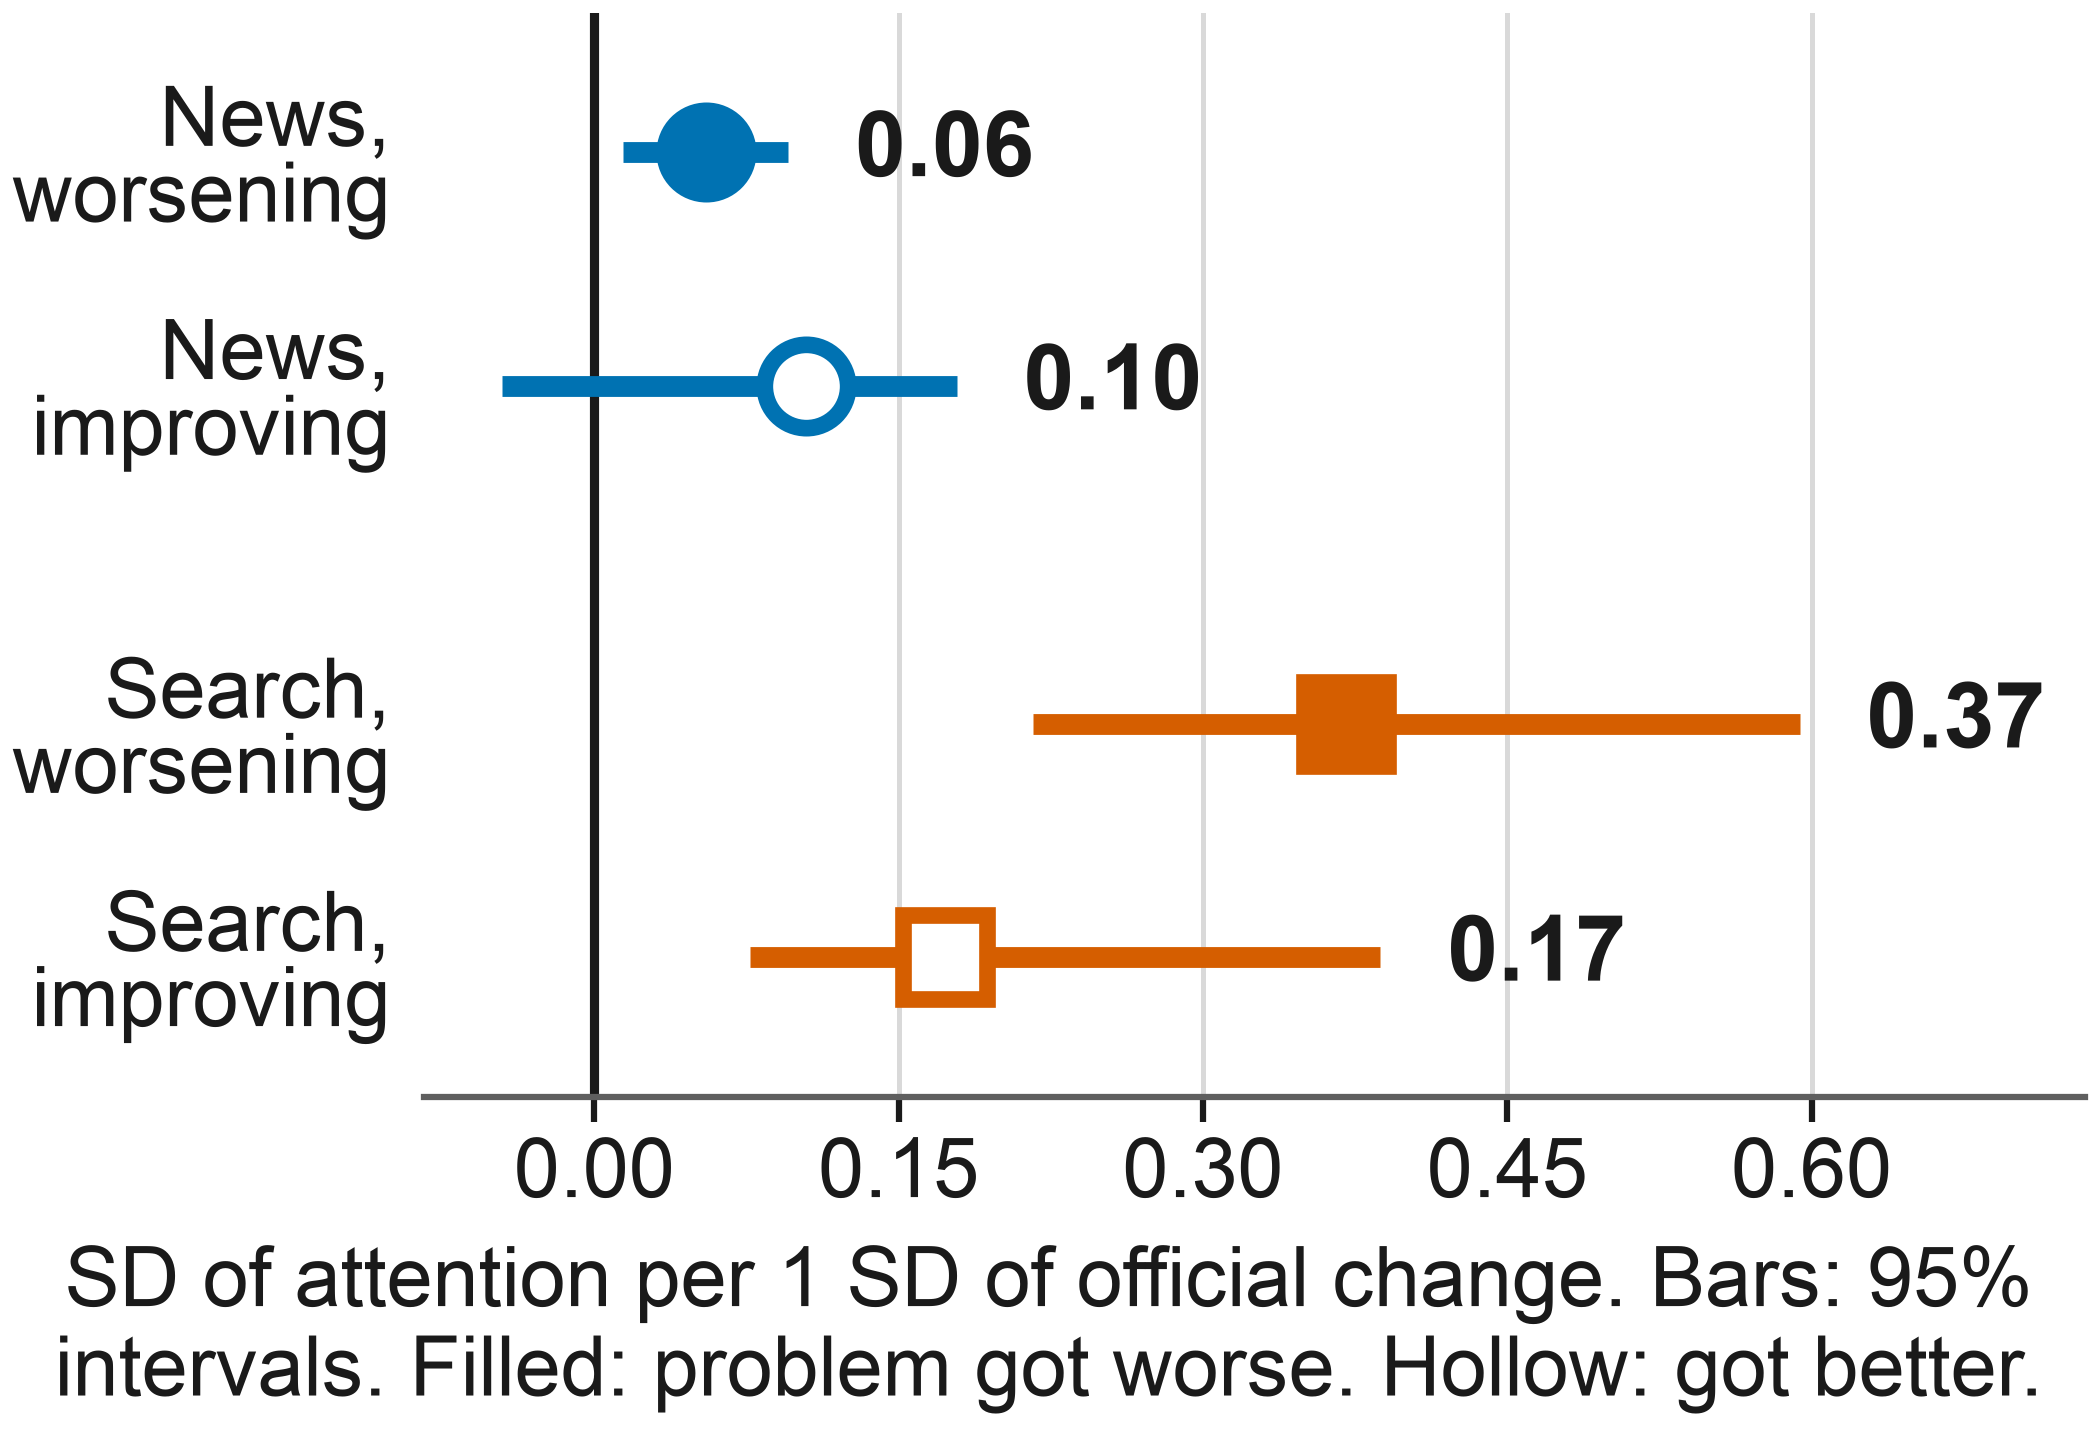 News,
worsening
0.06
News,
improving
0.10
Search,
worsening
0.37
Search,
improving
0.17
0.00 0.15 0.30 0.45 0.60
SD of attention per 1 SD of official change. Bars: 95%
intervals. Filled: problem got worse. Hollow: got better.